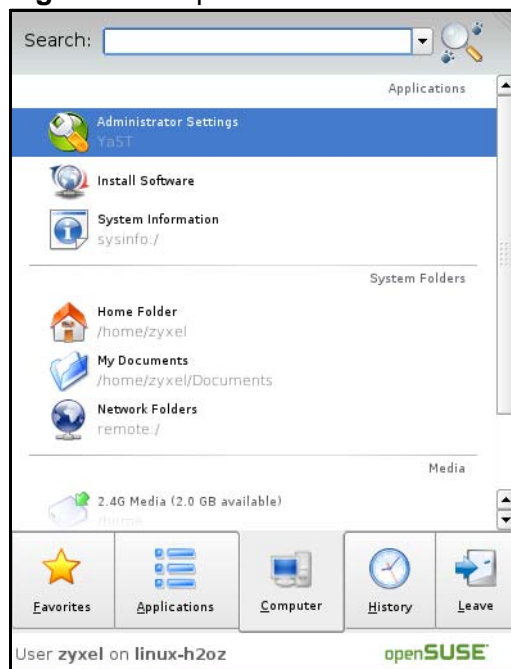 Search:
Applications
Administrator Settings
YaST
Install Software
System Information
sysinfo:/
System Folders
Home Folder
/home/zyxel
My Documents
/home/zyxel/Documents
Network Folders
remote:/
Media
2.4G Media (2.0 GB available)
/home
Favorites Applications Computer History Leave
User zyxel on linux-h2oz openSUSE